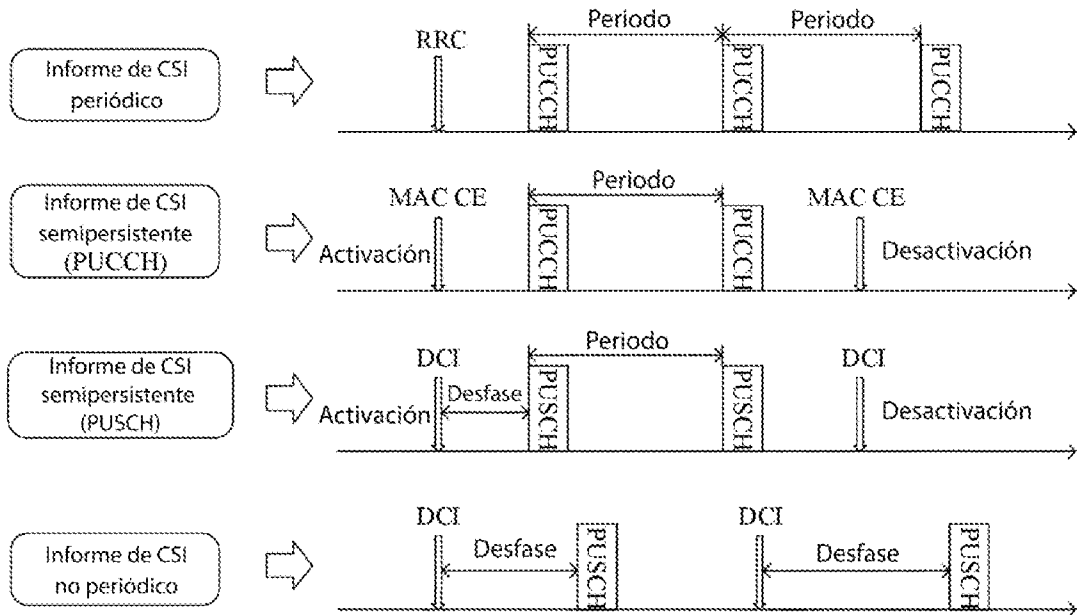 Informe de CSI
periódico
RRC
Periodo
Periodo
PUCCH
PUCCH
PUCCH
Informe de CSI
semipersistente
(PUCCH)
MAC CE
Periodo
MAC CE
Activación
PUCCH
PUCCH
Desactivación
Informe de CSI
semipersistente
(PUSCH)
DCI
Periodo
DCI
Activación
Desfase
PUSCH
PUSCH
Desactivación
Informe de CSI
no periódico
DCI
Desfase
PUSCH
DCI
Desfase
PUSCH